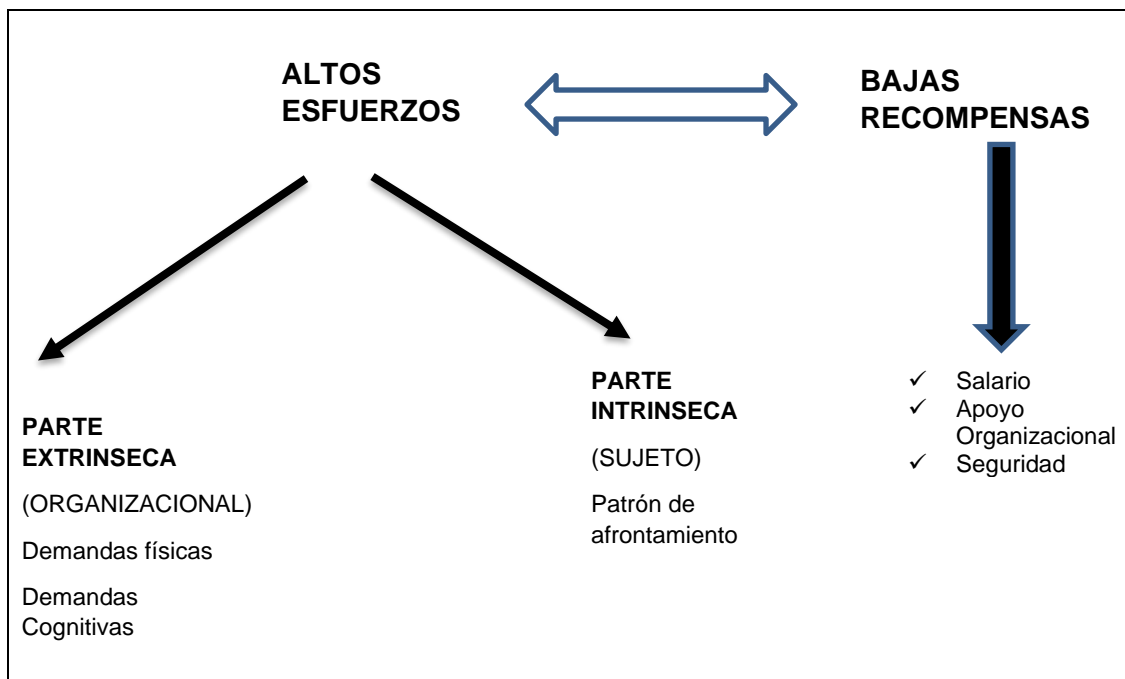 ALTOS
ESFUERZOS
BAJAS
RECOMPENSAS
PARTE
EXTRINSECA
(ORGANIZACIONAL)
Demandas físicas
Demandas
Cognitivas
PARTE
INTRINSECA
(SUJETO)
Patrón de
afrontamiento
✓ Salario
✓ Apoyo
Organizacional
✓ Seguridad